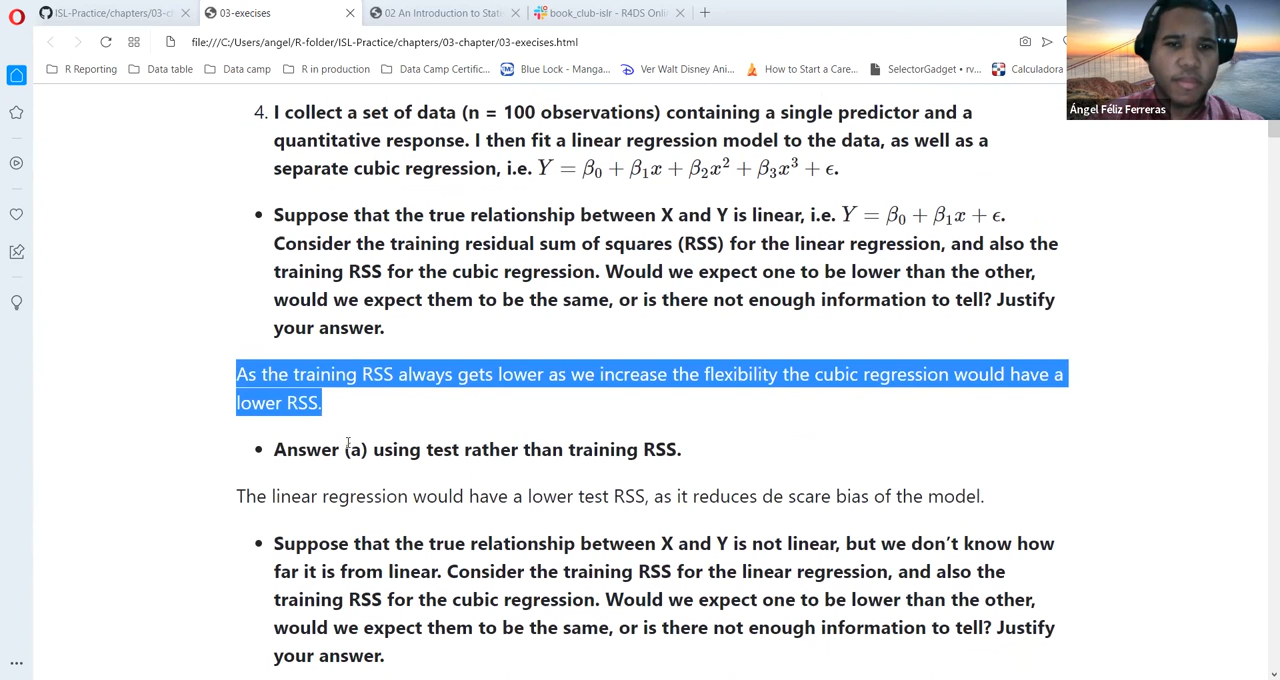 ISL-Practice/chapters/03-ch
03-execises
02 An Introduction to Stati
book_club-islr - R4DS Onli
file:///C:/Users/angel/R-folder/ISL-Practice/chapters/03-chapter/03-execises.html
R Reporting
Data table
Data camp
R in production
Data Camp Certific...
Blue Lock - Manga...
Ver Walt Disney Ani...
How to Start a Care...
SelectorGadget • rv...
Calculadora
Ángel Féliz Ferreras
4. I collect a set of data (n = 100 observations) containing a single predictor and a
quantitative response. I then fit a linear regression model to the data, as well as a
separate cubic regression, i.e. Y = β₀ + β₁x + β₂x² + β₃x³ + ϵ.
• Suppose that the true relationship between X and Y is linear, i.e. Y = β₀ + β₁x + ϵ.
Consider the training residual sum of squares (RSS) for the linear regression, and also the
training RSS for the cubic regression. Would we expect one to be lower than the other,
would we expect them to be the same, or is there not enough information to tell? Justify
your answer.
As the training RSS always gets lower as we increase the flexibility the cubic regression would have a
lower RSS.
• Answer (a) using test rather than training RSS.
The linear regression would have a lower test RSS, as it reduces de scare bias of the model.
• Suppose that the true relationship between X and Y is not linear, but we don’t know how
far it is from linear. Consider the training RSS for the linear regression, and also the
training RSS for the cubic regression. Would we expect one to be lower than the other,
would we expect them to be the same, or is there not enough information to tell? Justify
your answer.